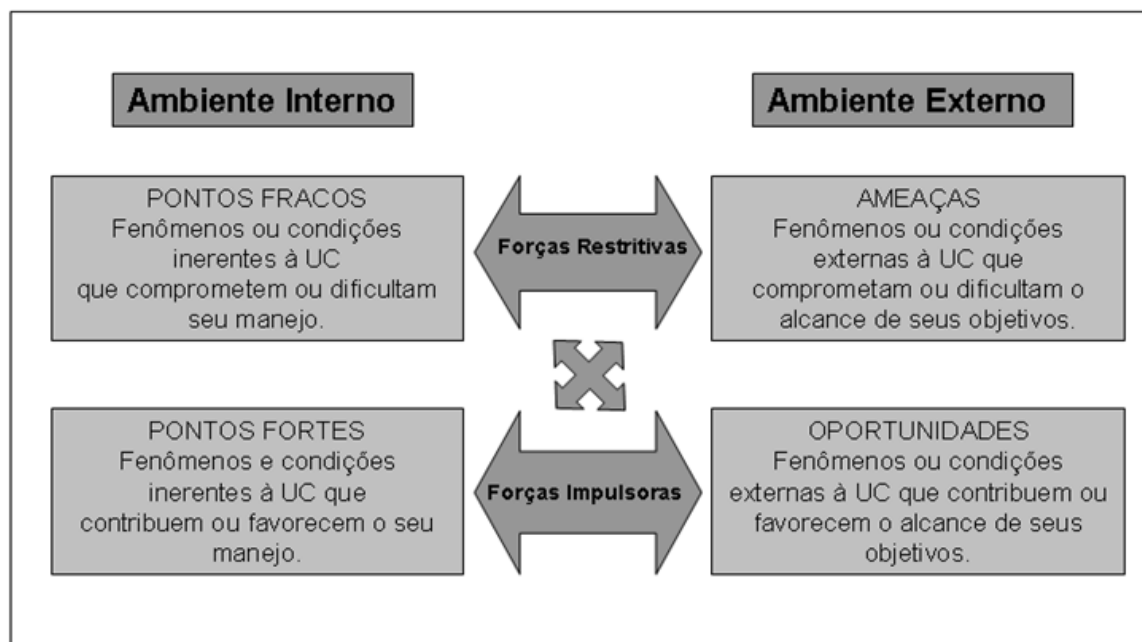 Ambiente Interno
Ambiente Externo
PONTOS FRACOS
Fenômenos ou condições
inerentes à UC
que comprometem ou dificultam
seu manejo.
Forças Restritivas
AMEAÇAS
Fenômenos ou condições
externas à UC que
comprometam ou dificultam o
alcance de seus objetivos.
PONTOS FORTES
Fenômenos e condições
inerentes à UC que
contribuem ou favorecem o seu
manejo.
Forças Impulsoras
OPORTUNIDADES
Fenômenos ou condições
externas à UC que contribuem ou
favorecem o alcance de seus
objetivos.